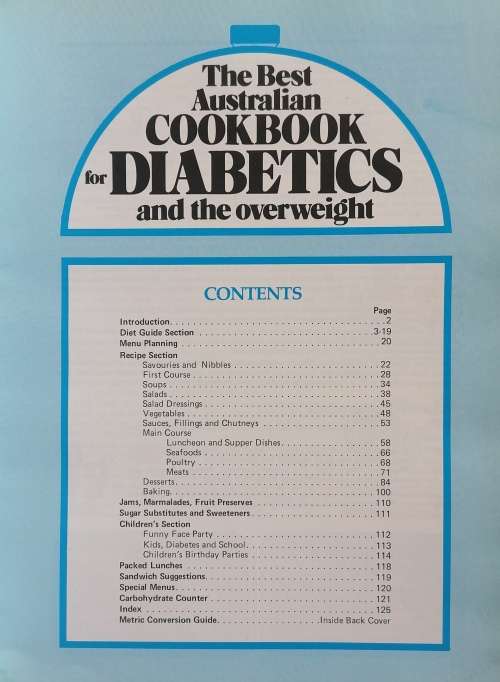 The Best
Australian
COOKBOOK
for DIABETICS
and the overweight
CONTENTS
Page
Introduction. . . . . . . . . . . . . . . . . . . . . . . . . . . . . . . . 2
Diet Guide Section . . . . . . . . . . . . . . . . . . . . . . . . . . 3-19
Menu Planning . . . . . . . . . . . . . . . . . . . . . . . . . . . . . 20
Recipe Section
Savouries and Nibbles . . . . . . . . . . . . . . . . . . . . . . 22
First Course . . . . . . . . . . . . . . . . . . . . . . . . . . . . 28
Soups . . . . . . . . . . . . . . . . . . . . . . . . . . . . . . . . 34
Salads . . . . . . . . . . . . . . . . . . . . . . . . . . . . . . . . 38
Salad Dressings . . . . . . . . . . . . . . . . . . . . . . . . . . 45
Vegetables . . . . . . . . . . . . . . . . . . . . . . . . . . . . . 48
Sauces, Fillings and Chutneys . . . . . . . . . . . . . . . . . 53
Main Course
Luncheon and Supper Dishes. . . . . . . . . . . . . . . 58
Seafoods . . . . . . . . . . . . . . . . . . . . . . . . . . . 66
Poultry . . . . . . . . . . . . . . . . . . . . . . . . . . . . 68
Meats . . . . . . . . . . . . . . . . . . . . . . . . . . . . . 71
Desserts. . . . . . . . . . . . . . . . . . . . . . . . . . . . . . . 84
Baking. . . . . . . . . . . . . . . . . . . . . . . . . . . . . . . 100
Jams, Marmalades, Fruit Preserves . . . . . . . . . . . . . . . . 110
Sugar Substitutes and Sweeteners . . . . . . . . . . . . . . . . 111
Children's Section
Funny Face Party . . . . . . . . . . . . . . . . . . . . . . . . 112
Kids, Diabetes and School. . . . . . . . . . . . . . . . . . . 113
Children's Birthday Parties . . . . . . . . . . . . . . . . . . 114
Packed Lunches . . . . . . . . . . . . . . . . . . . . . . . . . . . 118
Sandwich Suggestions. . . . . . . . . . . . . . . . . . . . . . . . 119
Special Menus. . . . . . . . . . . . . . . . . . . . . . . . . . . . 120
Carbohydrate Counter . . . . . . . . . . . . . . . . . . . . . . . 121
Index . . . . . . . . . . . . . . . . . . . . . . . . . . . . . . . . 125
Metric Conversion Guide. . . . . . . . . . . . . . .Inside Back Cover